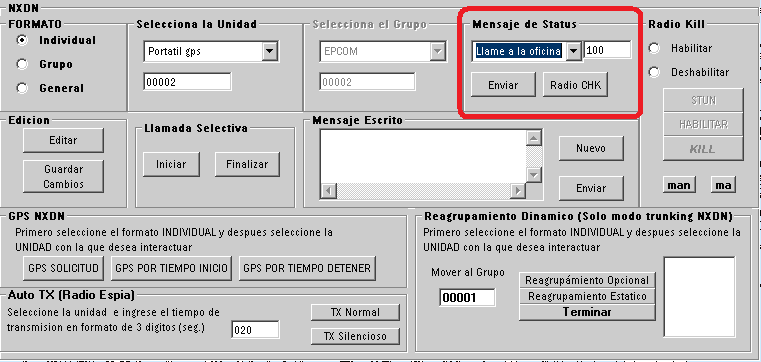 NXDN
FORMATO
Individual
Grupo
General
Selecciona la Unidad
Portatil gps
00002
Selecciona el Grupo
EPCOM
00002
Mensaje de Status
Llame a la oficina
100
Enviar
Radio CHK
Radio Kill
Habilitar
Deshabilitar
STUN
HABILITAR
KILL
man
ma
Edicion
Editar
Guardar
Cambios
Llamada Selectiva
Iniciar
Finalizar
Mensaje Escrito
Nuevo
Enviar
GPS NXDN
Primero seleccione el formato INDIVIDUAL y despues seleccione la
UNIDAD con la que desea interactuar
GPS SOLICITUD
GPS POR TIEMPO INICIO
GPS POR TIEMPO DETENER
Auto TX (Radio Espia)
Seleccione la unidad e ingrese el tiempo de
transmision en formato de 3 digitos (seg.)
020
TX Normal
TX Silencioso
Reagrupamiento Dinamico (Solo modo trunking NXDN)
Primero seleccione el formato INDIVIDUAL y despues seleccione la
UNIDAD con la que desea interactuar
Mover al Grupo
00001
Reagrupámiento Opcional
Reagrupamiento Estatico
Terminar